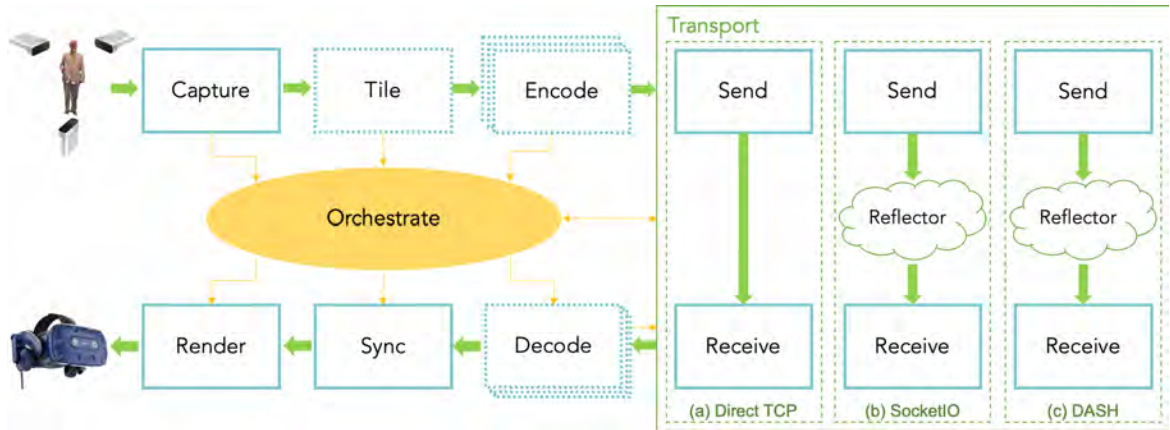 Transport
Capture
Tile
Encode
Send
Send
Send
Orchestrate
Reflector
Reflector
Render
Sync
Decode
Receive
Receive
Receive
(a) Direct TCP
(b) SocketIO
(c) DASH